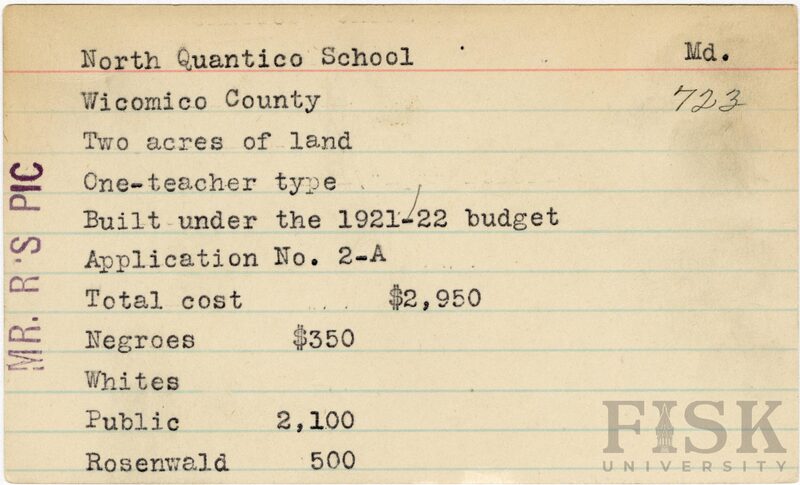 North Quantico School Md.
Wicomico County 723
Two acres of land
One-teacher type
Built under the 1921-22 budget
Application No. 2-A
Total cost $2,950
Negroes $350
Whites
Public 2,100
Rosenwald 500
MR. R'S PIC
FISK
UNIVERSITY